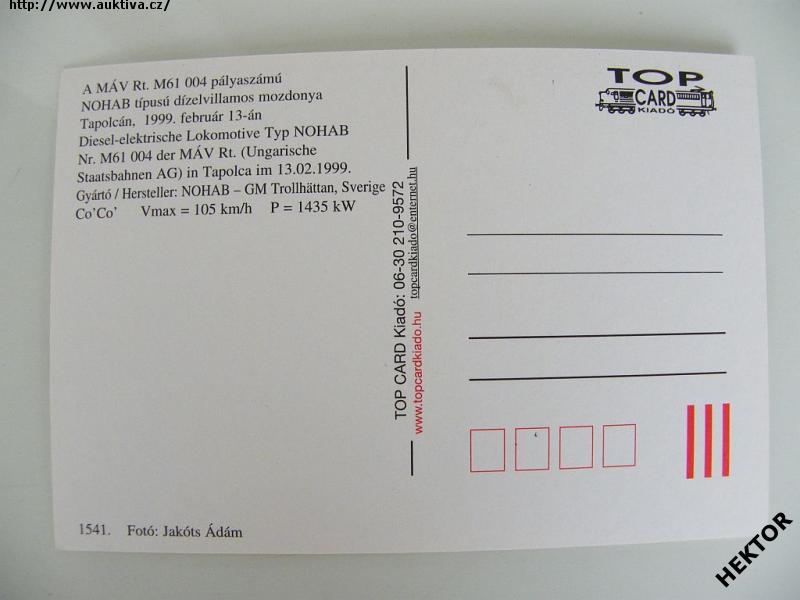 http://www.auktiva.cz/
A MÁV Rt. M61 004 pályaszámú
NOHAB típusú dízelvillamos mozdonya
Tapolcán, 1999. február 13-án
Diesel-elektrische Lokomotive Typ NOHAB
Nr. M61 004 der MÁV Rt. (Ungarische
Staatsbahnen AG) in Tapolca im 13.02.1999.
Gyártó / Hersteller: NOHAB – GM Trollhättan, Sverige
Co'Co' Vmax = 105 km/h P = 1435 kW
1541. Fotó: Jakóts Ádám
TOP CARD Kiadó: 06-30 210-9572
topcardkiado@enternet.hu
www.topcardkiado.hu
TOP
CARD
KIADÓ
HEKTOR